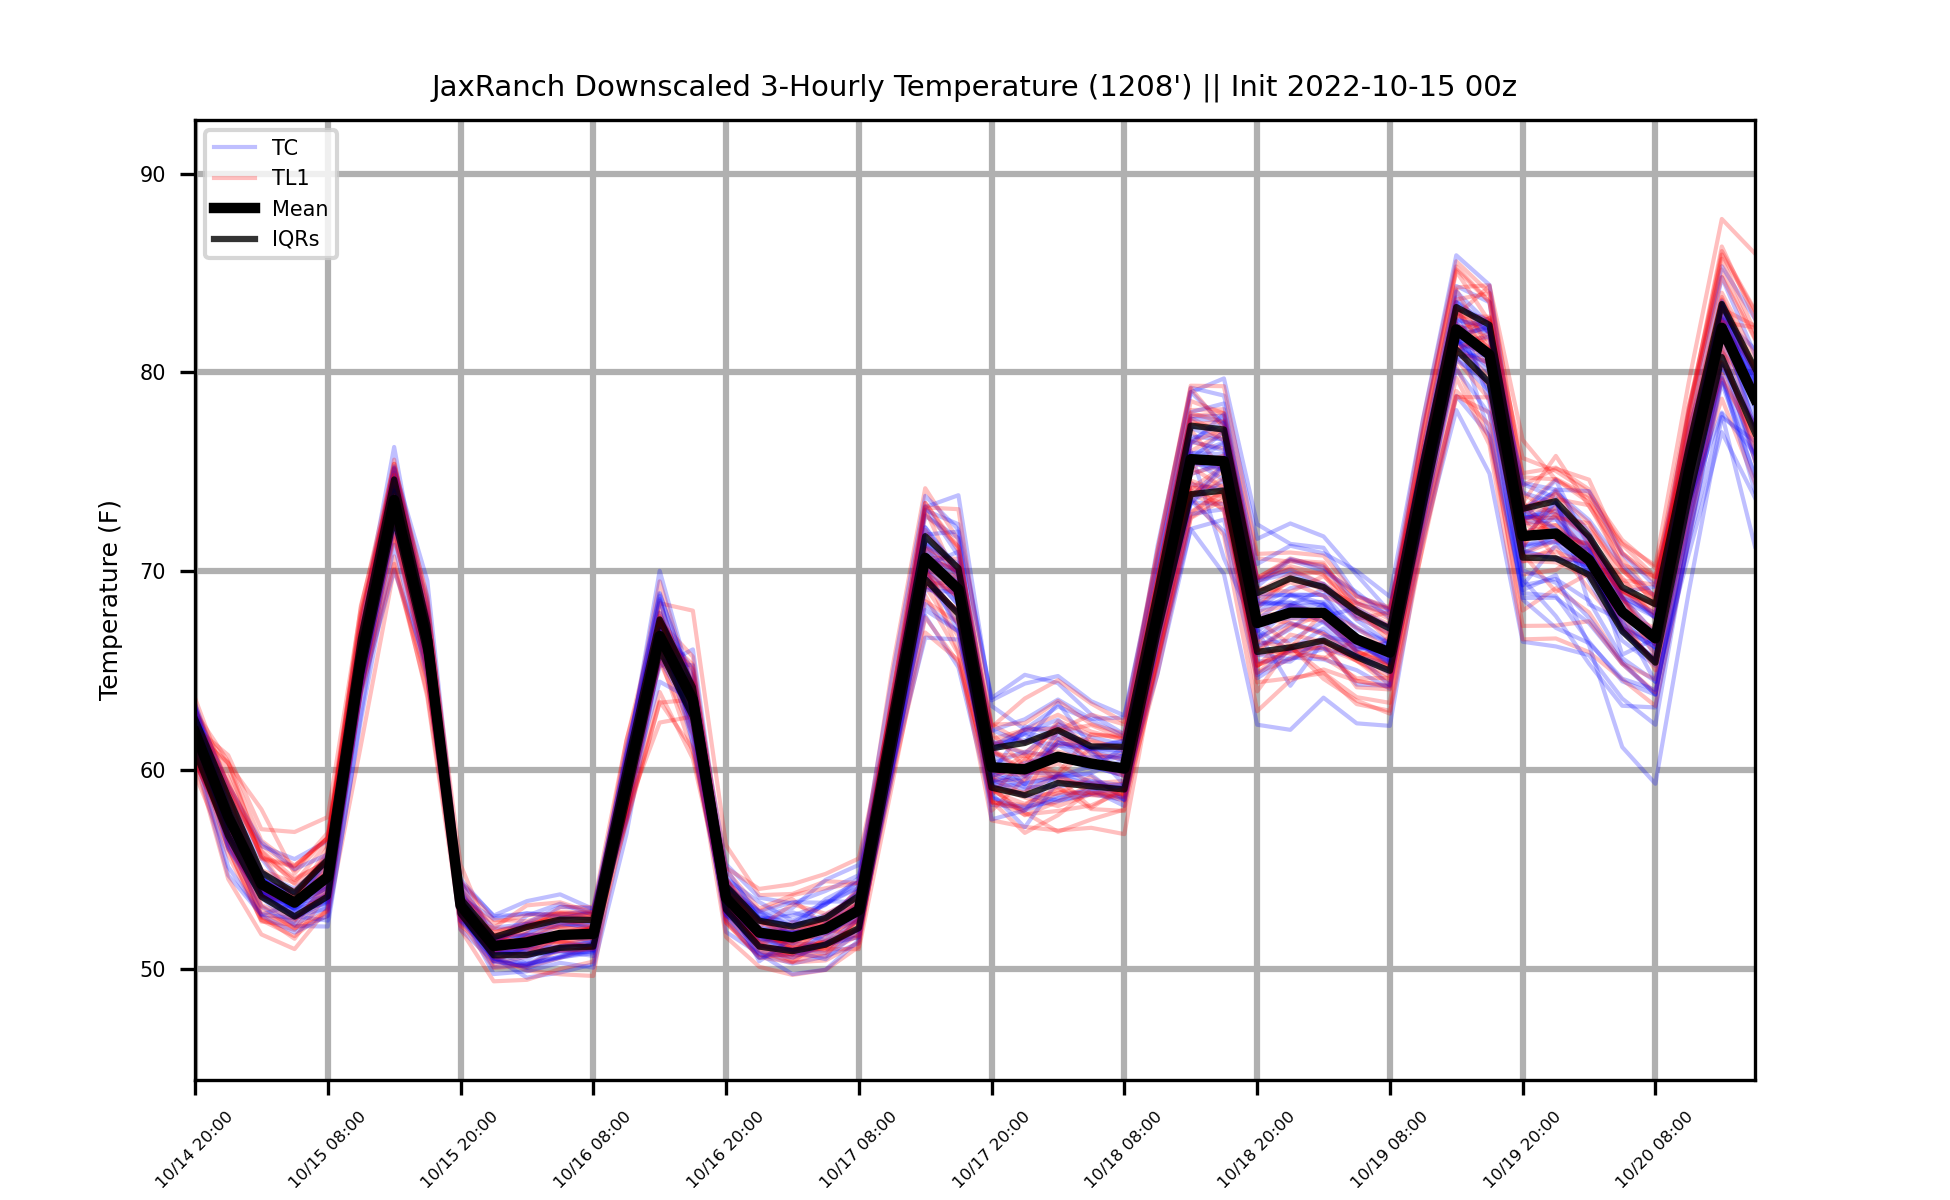 JaxRanch Downscaled 3-Hourly Temperature (1208') || Init 2022-10-15 00z
TC
TL1
Mean
IQRs
Temperature (F)
90
80
70
60
50
10/14 20:00
10/15 08:00
10/15 20:00
10/16 08:00
10/16 20:00
10/17 08:00
10/17 20:00
10/18 08:00
10/18 20:00
10/19 08:00
10/19 20:00
10/20 08:00